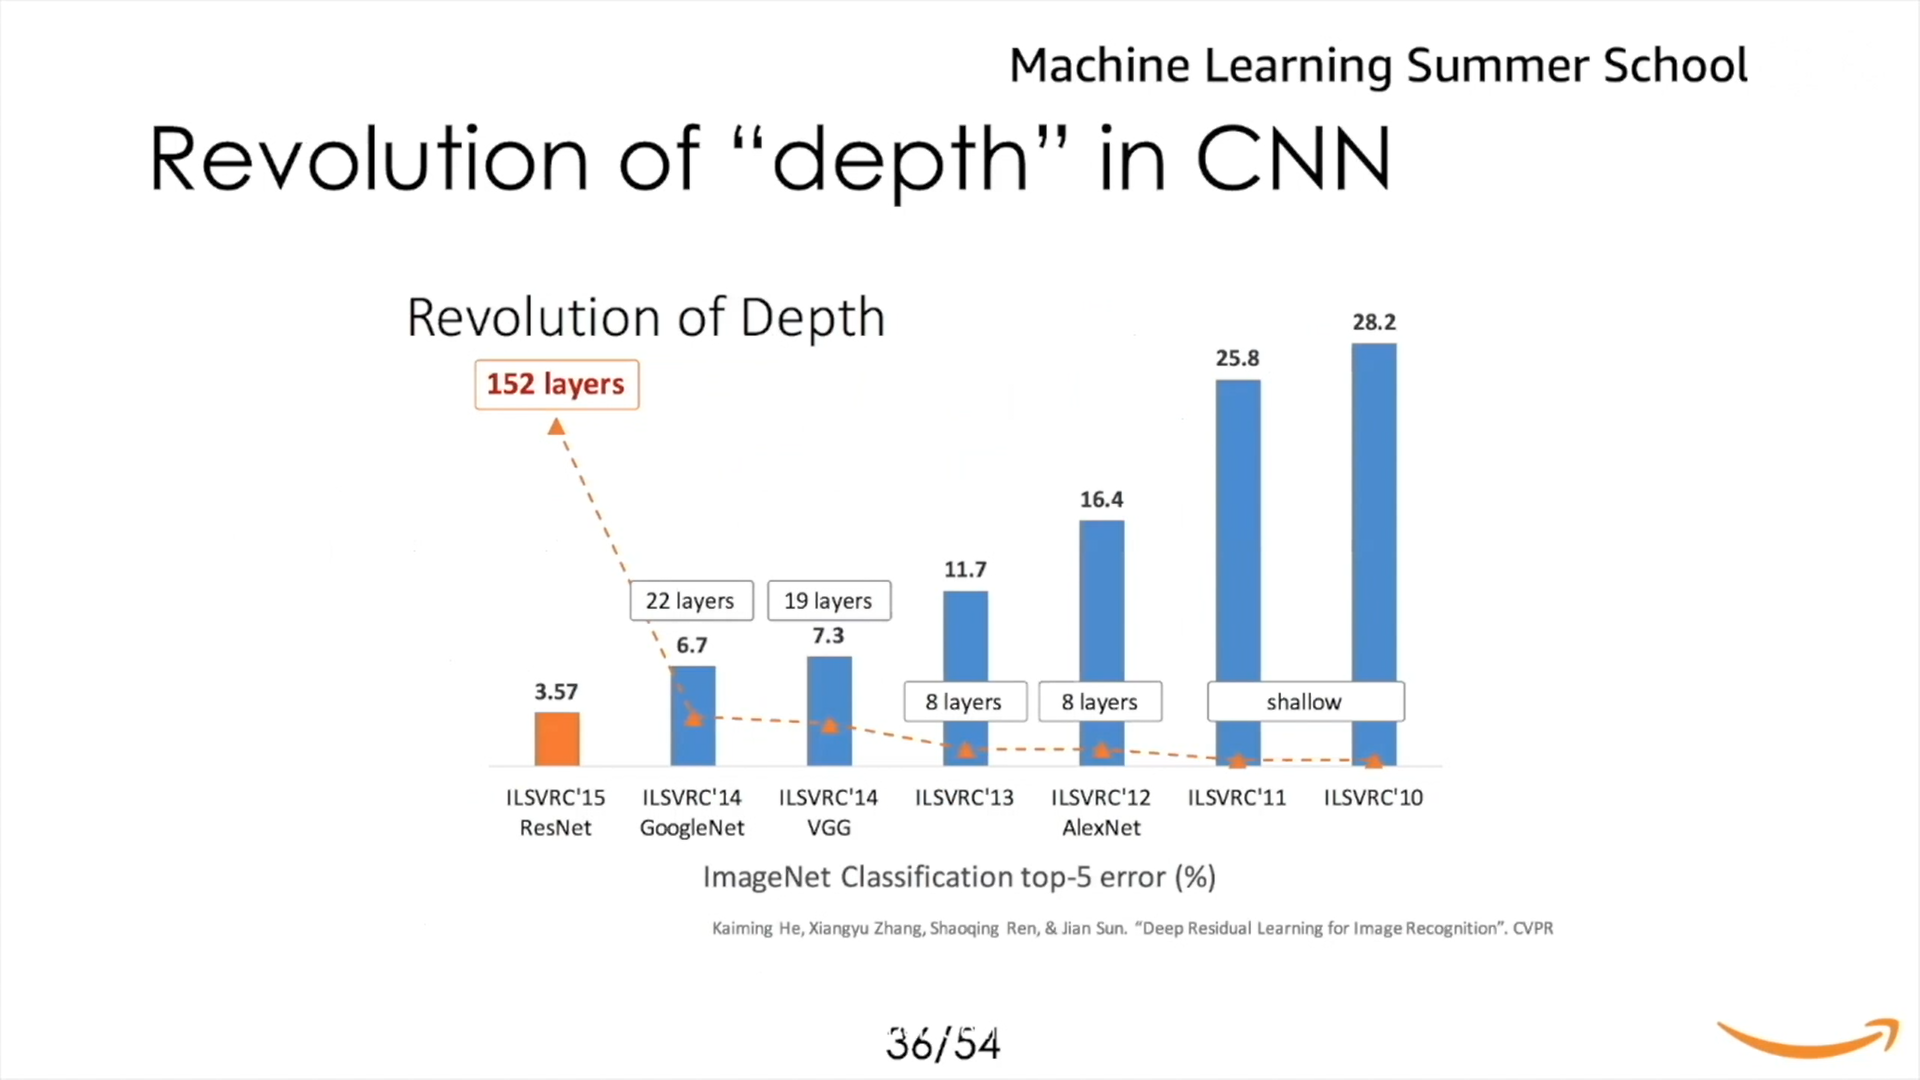 Machine Learning Summer School
Revolution of “depth” in CNN
Revolution of Depth
28.2
25.8
152 layers
16.4
11.7
22 layers
19 layers
6.7
7.3
3.57
8 layers
8 layers
shallow
ILSVRC'15
ResNet
ILSVRC'14
GoogleNet
ILSVRC'14
VGG
ILSVRC'13
ILSVRC'12
AlexNet
ILSVRC'11
ILSVRC'10
ImageNet Classification top-5 error (%)
Kaiming He, Xiangyu Zhang, Shaoqing Ren, & Jian Sun. “Deep Residual Learning for Image Recognition”. CVPR
36/54